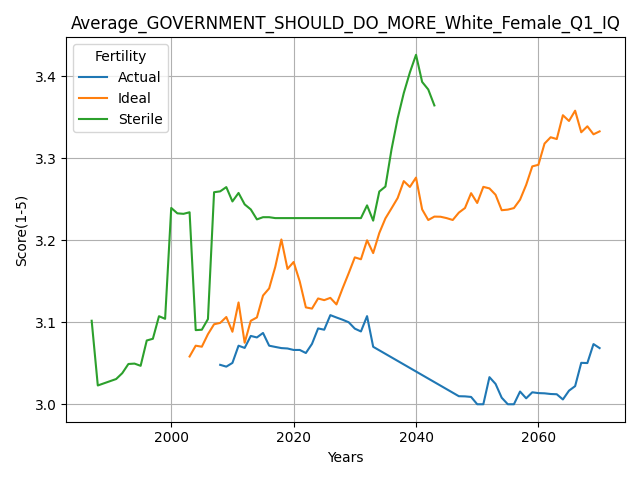 Average_GOVERNMENT_SHOULD_DO_MORE_White_Female_Q1_IQ
Fertility
Actual
Ideal
Sterile
Score(1-5)
3.4
3.3
3.2
3.1
3.0
2000
2020
2040
2060
Years